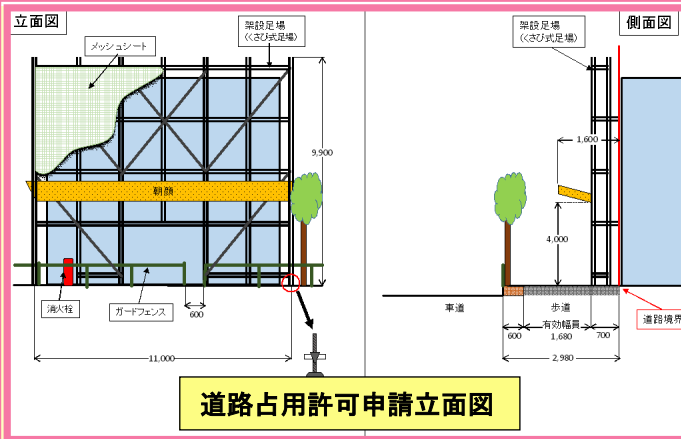 立面図
架設足場
(くさび式足場)
メッシュシート
9,900
朝顔
消火栓
ガードフェンス
600
11,000
側面図
架設足場
(くさび式足場)
1,600
4,000
車道
歩道
有効幅員
600
1,680
700
2,980
道路境界
道路占用許可申請立面図